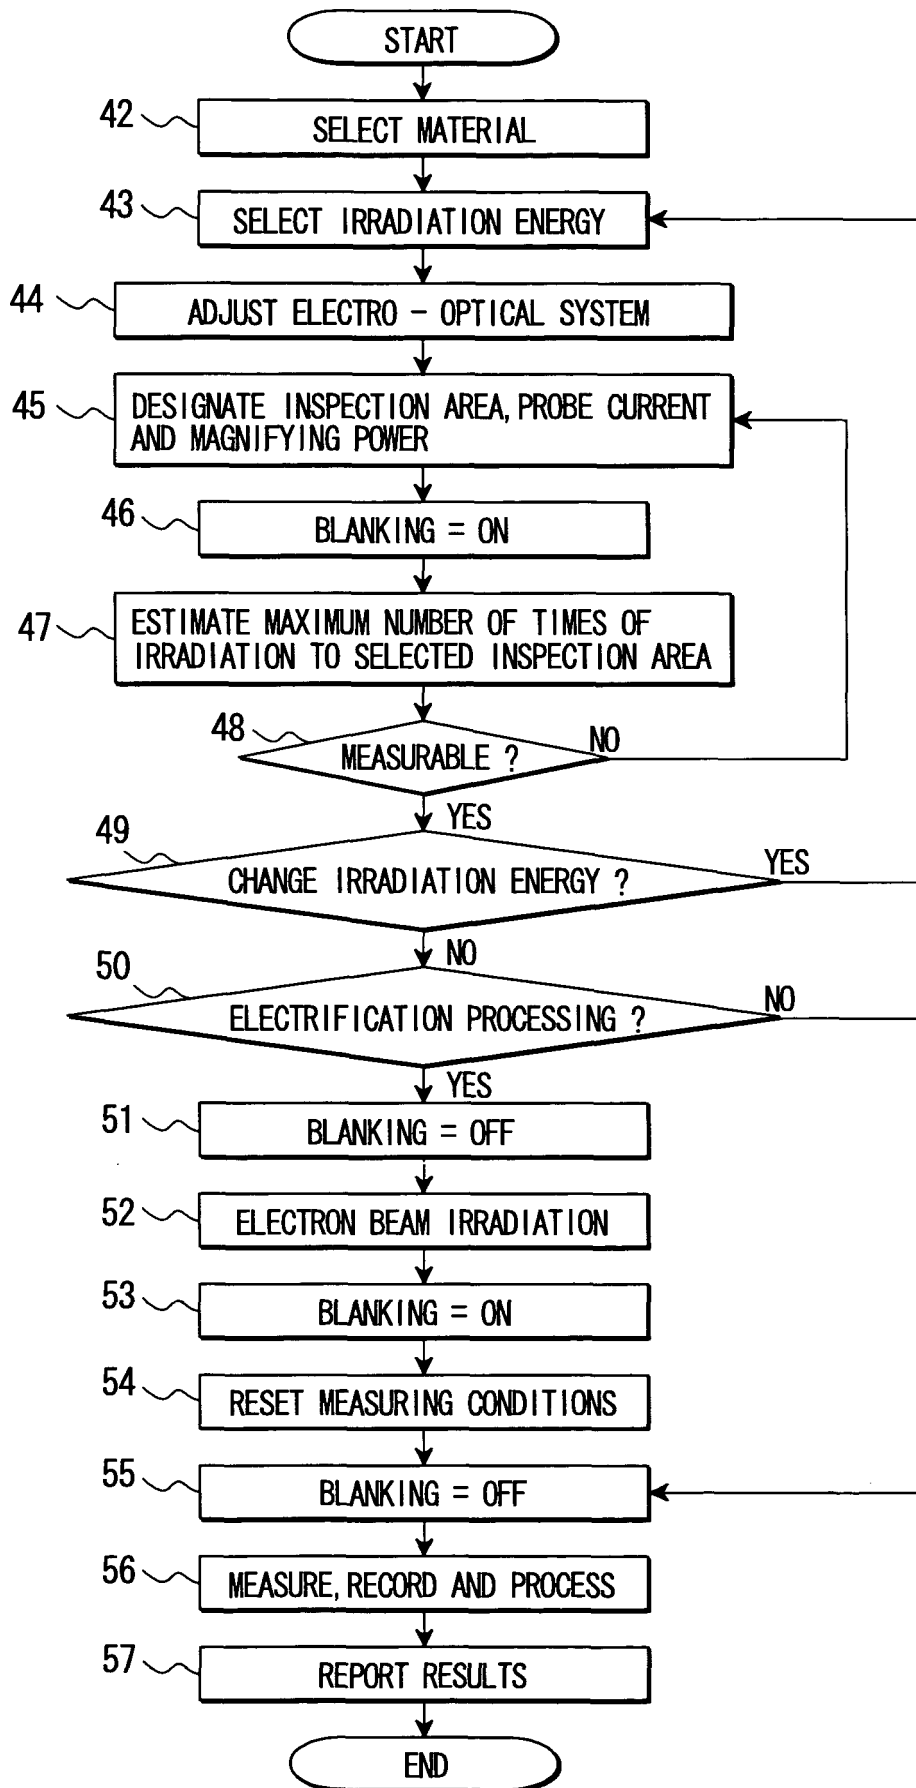 START
42
SELECT MATERIAL
43
SELECT IRRADIATION ENERGY
44
ADJUST ELECTRO - OPTICAL SYSTEM
45
DESIGNATE INSPECTION AREA, PROBE CURRENT
AND MAGNIFYING POWER
46
BLANKING = ON
47
ESTIMATE MAXIMUM NUMBER OF TIMES OF
IRRADIATION TO SELECTED INSPECTION AREA
48
MEASURABLE ?
NO
YES
49
CHANGE IRRADIATION ENERGY ?
YES
NO
50
ELECTRIFICATION PROCESSING ?
NO
YES
51
BLANKING = OFF
52
ELECTRON BEAM IRRADIATION
53
BLANKING = ON
54
RESET MEASURING CONDITIONS
55
BLANKING = OFF
56
MEASURE, RECORD AND PROCESS
57
REPORT RESULTS
END